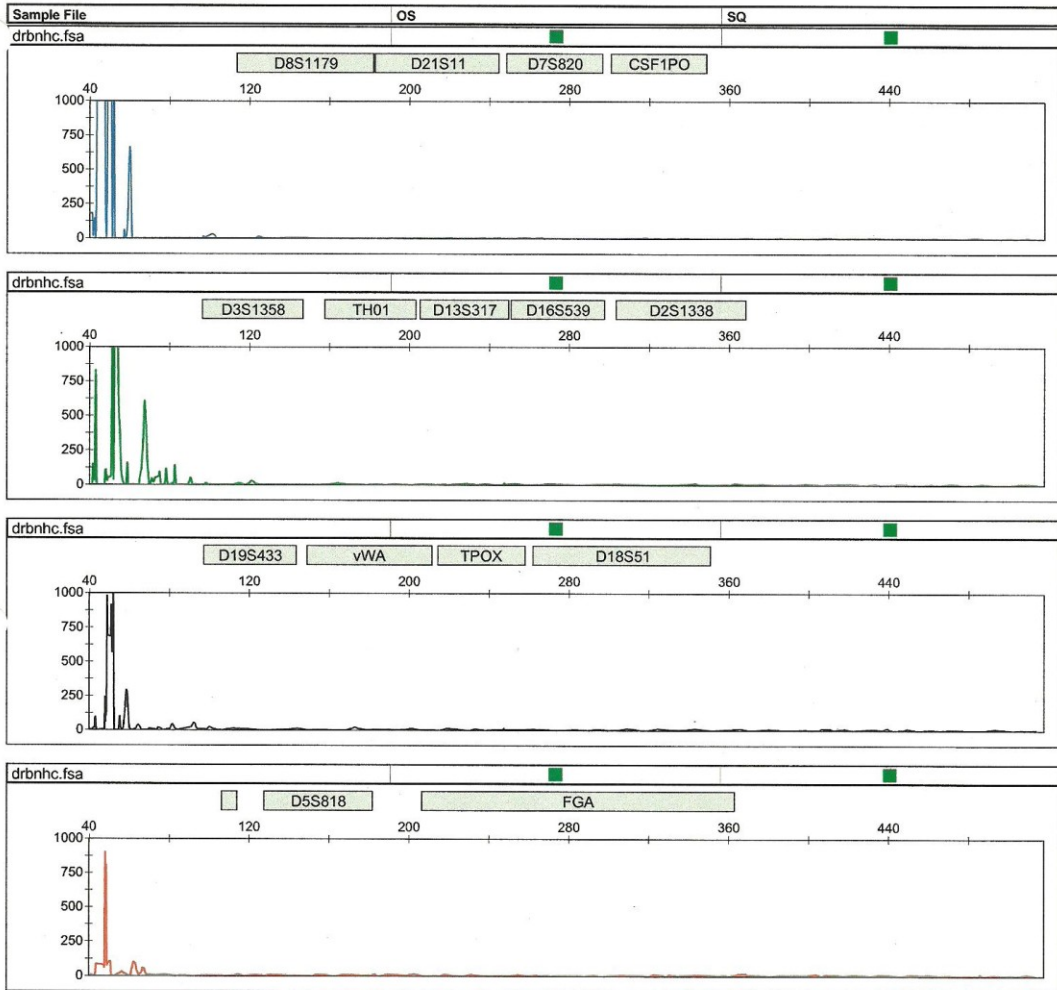 Sample File OS SQ
drbnhc.fsa
D8S1179 D21S11 D7S820 CSF1PO
40 120 200 280 360 440
1000
750
500
250
0
drbnhc.fsa
D3S1358 TH01 D13S317 D16S539 D2S1338
40 120 200 280 360 440
1000
750
500
250
0
drbnhc.fsa
D19S433 vWA TPOX D18S51
40 120 200 280 360 440
1000
750
500
250
0
drbnhc.fsa
D5S818 FGA
40 120 200 280 360 440
1000
750
500
250
0